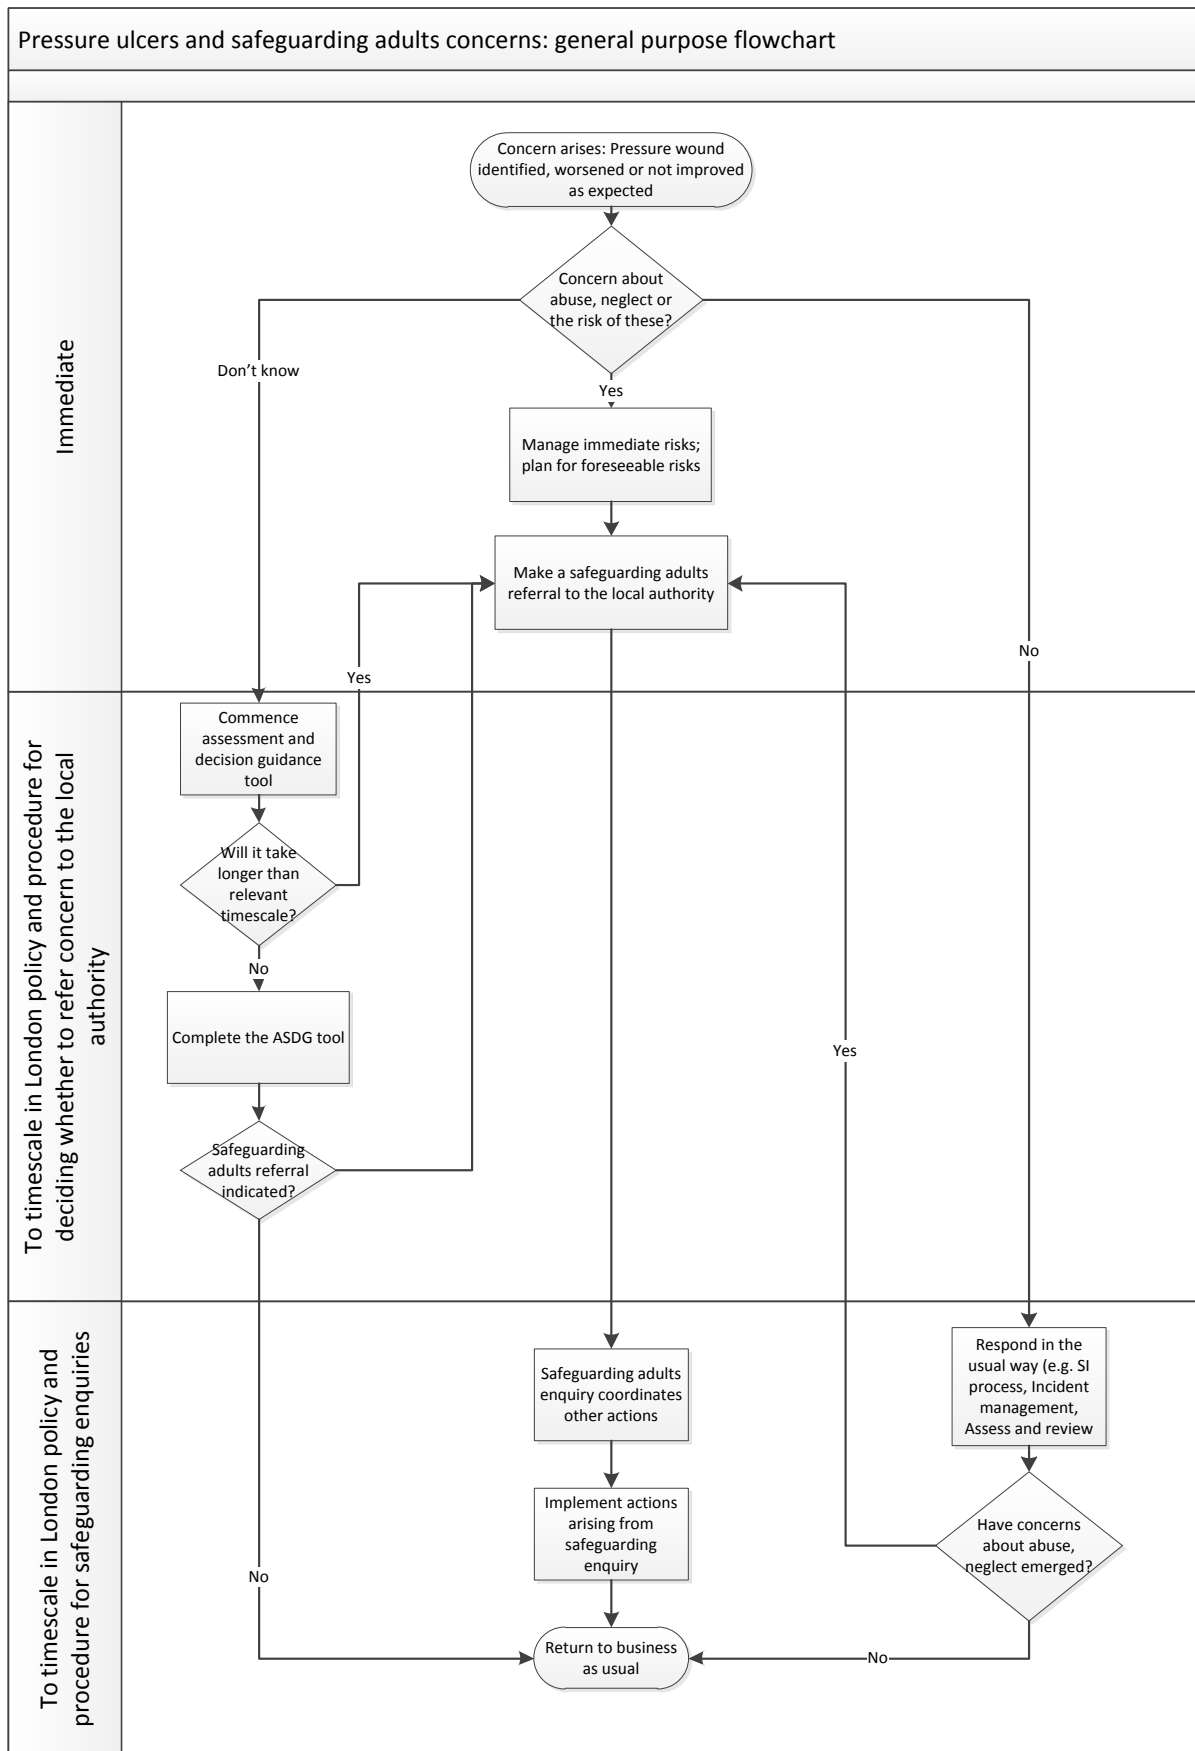 Pressure ulcers and safeguarding adults concerns: general purpose flowchart
Immediate
Concern arises: Pressure wound
identified, worsened or not improved
as expected
Concern about
abuse, neglect or
the risk of these?
Don't know
Yes
No
Manage immediate risks;
plan for foreseeable risks
Make a safeguarding adults
referral to the local authority
Yes
To timescale in London policy and procedure for
deciding whether to refer concern to the local
authority
Commence
assessment and
decision guidance
tool
Will it take
longer than
relevant
timescale?
No
Complete the ASDG tool
Safeguarding
adults referral
indicated?
Yes
To timescale in London policy and
procedure for safeguarding enquiries
Safeguarding adults
enquiry coordinates
other actions
Respond in the
usual way (e.g. SI
process, Incident
management,
Assess and review
Implement actions
arising from
safeguarding
enquiry
Have concerns
about abuse,
neglect emerged?
No
Return to business
as usual
No